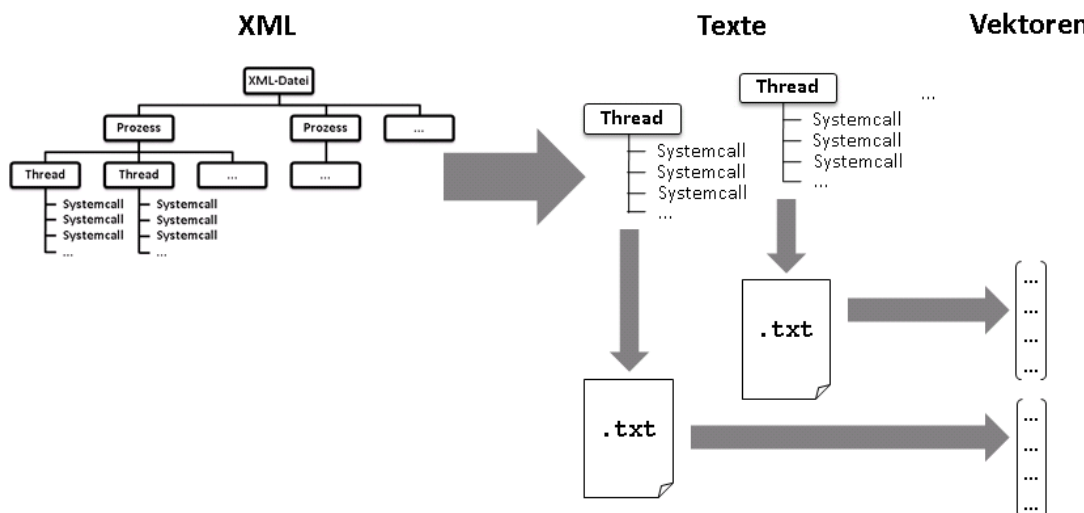 XML
Texte
Vektoren
XML-Datei
Prozess
Prozess
...
Thread
Thread
...
...
Systemcall
Systemcall
Systemcall
...
Systemcall
Systemcall
Systemcall
...
Thread
Systemcall
Systemcall
Systemcall
...
Thread
Systemcall
Systemcall
Systemcall
...
...
.txt
.txt
...
...
...
...
...
...
...
...